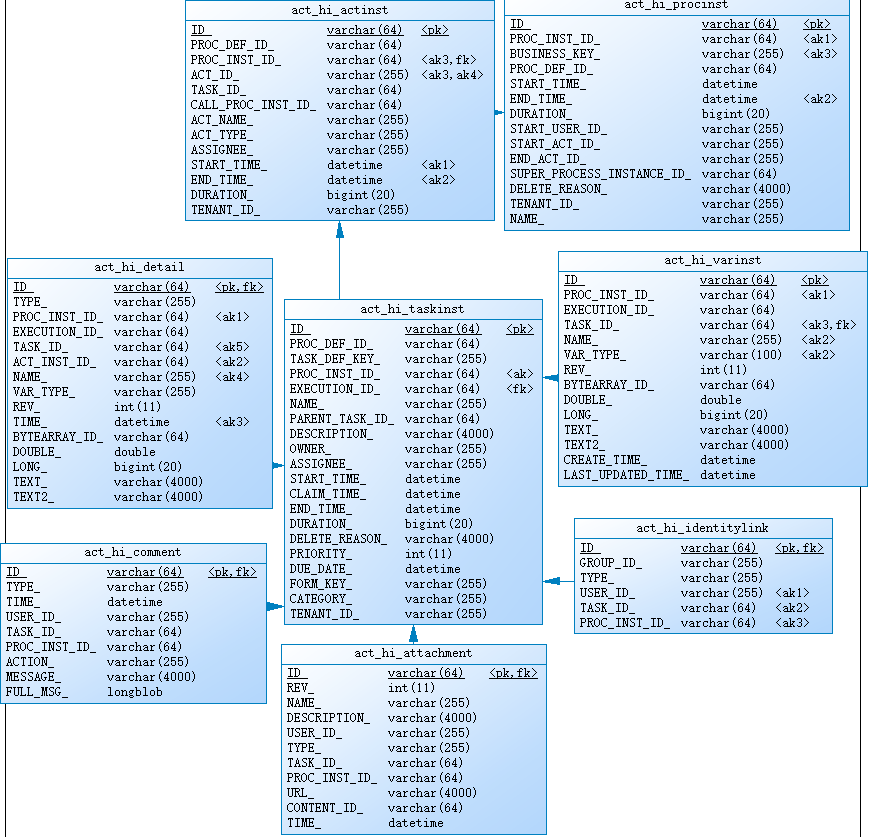 act_hi_actinst
ID_ varchar(64) <pk>
PROC_DEF_ID_ varchar(64)
PROC_INST_ID_ varchar(64) <ak3,fk>
ACT_ID_ varchar(255) <ak3,ak4>
TASK_ID_ varchar(64)
CALL_PROC_INST_ID_ varchar(64)
ACT_NAME_ varchar(255)
ACT_TYPE_ varchar(255)
ASSIGNEE_ varchar(255)
START_TIME_ datetime <ak1>
END_TIME_ datetime <ak2>
DURATION_ bigint(20)
TENANT_ID_ varchar(255)
act_hi_procinst
ID_ varchar(64) <pk>
PROC_INST_ID_ varchar(64) <ak1>
BUSINESS_KEY_ varchar(255) <ak3>
PROC_DEF_ID_ varchar(64)
START_TIME_ datetime
END_TIME_ datetime <ak2>
DURATION_ bigint(20)
START_USER_ID_ varchar(255)
START_ACT_ID_ varchar(255)
END_ACT_ID_ varchar(255)
SUPER_PROCESS_INSTANCE_ID_ varchar(64)
DELETE_REASON_ varchar(4000)
TENANT_ID_ varchar(255)
NAME_ varchar(255)
act_hi_detail
ID_ varchar(64) <pk,fk>
TYPE_ varchar(255)
PROC_INST_ID_ varchar(64) <ak1>
EXECUTION_ID_ varchar(64)
TASK_ID_ varchar(64) <ak5>
ACT_INST_ID_ varchar(64) <ak2>
NAME_ varchar(255) <ak4>
VAR_TYPE_ varchar(255)
REV_ int(11)
TIME_ datetime <ak3>
BYTEARRAY_ID_ varchar(64)
DOUBLE_ double
LONG_ bigint(20)
TEXT_ varchar(4000)
TEXT2_ varchar(4000)
act_hi_taskinst
ID_ varchar(64) <pk>
PROC_DEF_ID_ varchar(64)
TASK_DEF_KEY_ varchar(255)
PROC_INST_ID_ varchar(64) <ak>
EXECUTION_ID_ varchar(64) <fk>
NAME_ varchar(255)
PARENT_TASK_ID_ varchar(64)
DESCRIPTION_ varchar(4000)
OWNER_ varchar(255)
ASSIGNEE_ varchar(255)
START_TIME_ datetime
CLAIM_TIME_ datetime
END_TIME_ datetime
DURATION_ bigint(20)
DELETE_REASON_ varchar(4000)
PRIORITY_ int(11)
DUE_DATE_ datetime
FORM_KEY_ varchar(255)
CATEGORY_ varchar(255)
TENANT_ID_ varchar(255)
act_hi_varinst
ID_ varchar(64) <pk>
PROC_INST_ID_ varchar(64) <ak1>
EXECUTION_ID_ varchar(64)
TASK_ID_ varchar(64) <ak3,fk>
NAME_ varchar(255) <ak2>
VAR_TYPE_ varchar(100) <ak2>
REV_ int(11)
BYTEARRAY_ID_ varchar(64)
DOUBLE_ double
LONG_ bigint(20)
TEXT_ varchar(4000)
TEXT2_ varchar(4000)
CREATE_TIME_ datetime
LAST_UPDATED_TIME_ datetime
act_hi_comment
ID_ varchar(64) <pk,fk>
TYPE_ varchar(255)
TIME_ datetime
USER_ID_ varchar(255)
TASK_ID_ varchar(64)
PROC_INST_ID_ varchar(64)
ACTION_ varchar(255)
MESSAGE_ varchar(4000)
FULL_MSG_ longblob
act_hi_identitylink
ID_ varchar(64) <pk,fk>
GROUP_ID_ varchar(255)
TYPE_ varchar(255)
USER_ID_ varchar(255) <ak1>
TASK_ID_ varchar(64) <ak2>
PROC_INST_ID_ varchar(64) <ak3>
act_hi_attachment
ID_ varchar(64) <pk,fk>
REV_ int(11)
NAME_ varchar(255)
DESCRIPTION_ varchar(4000)
USER_ID_ varchar(255)
TYPE_ varchar(255)
TASK_ID_ varchar(64)
PROC_INST_ID_ varchar(64)
URL_ varchar(4000)
CONTENT_ID_ varchar(64)
TIME_ datetime